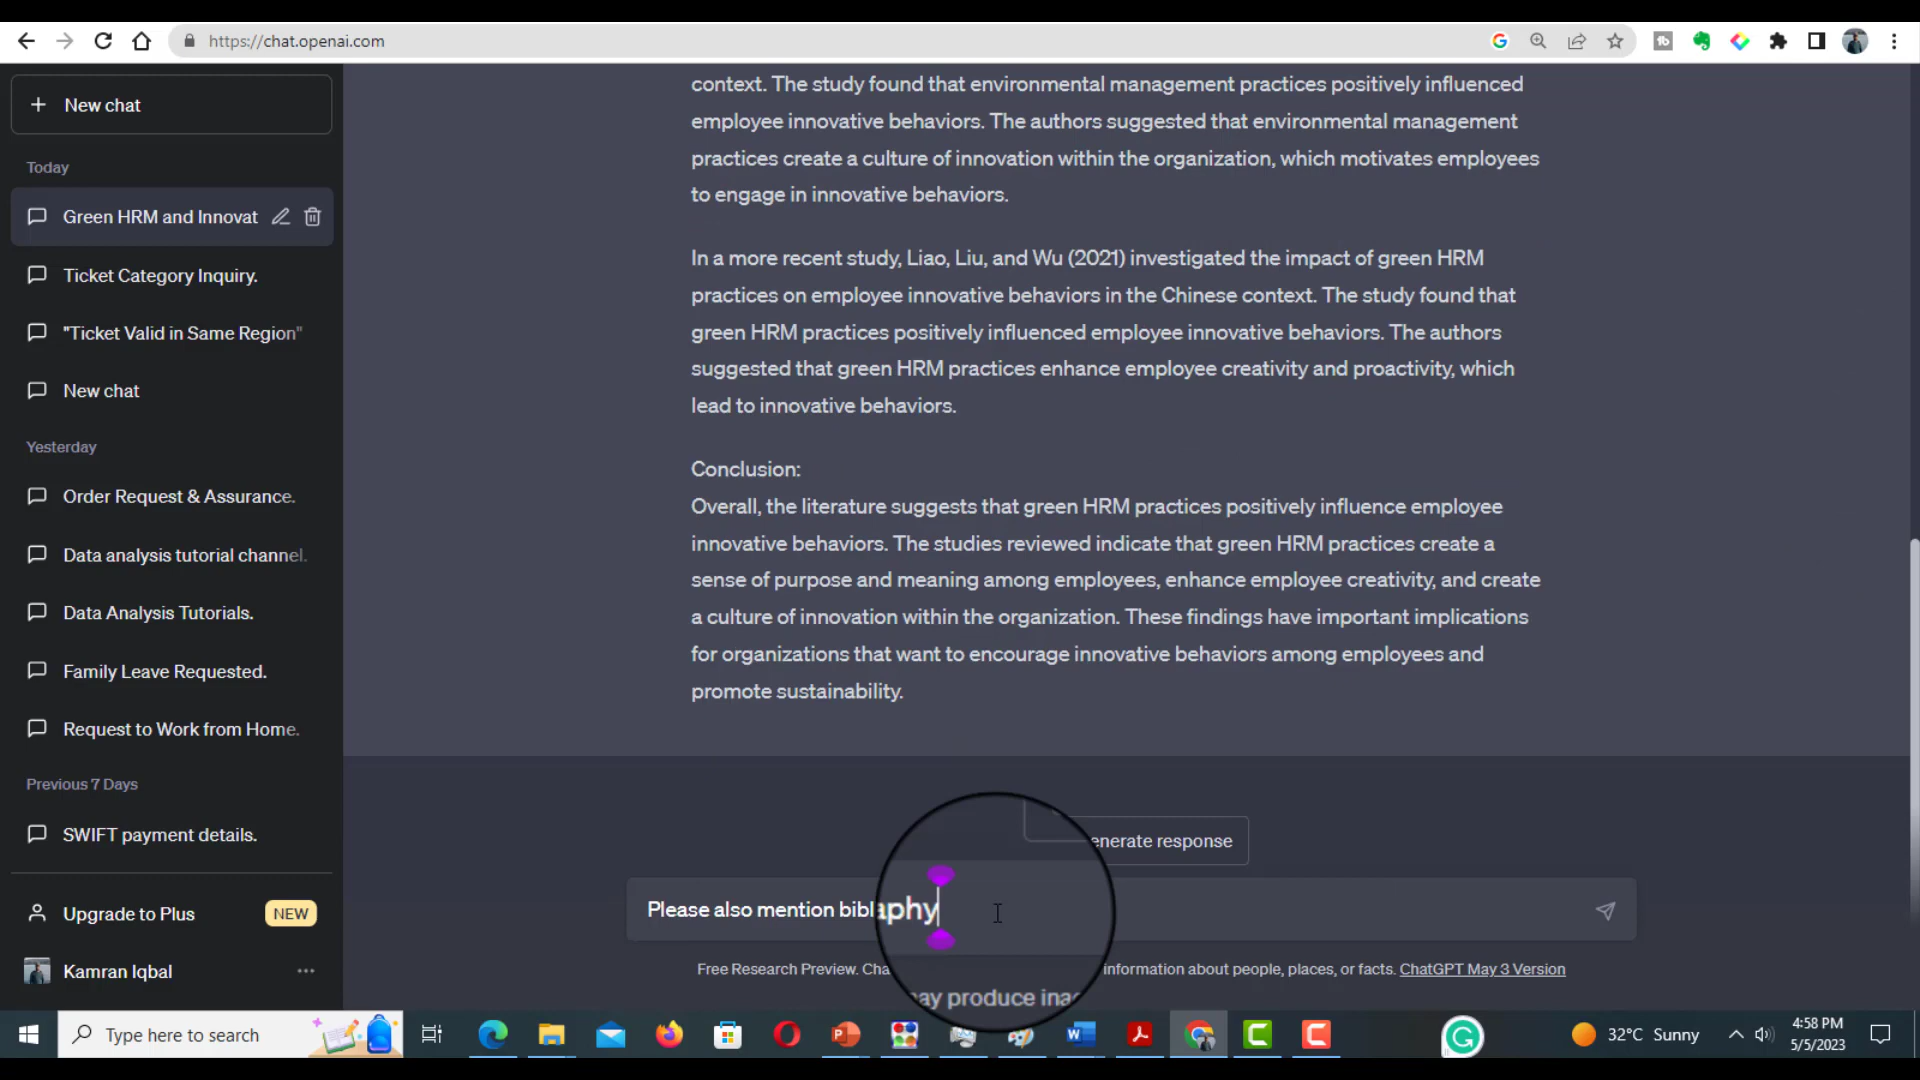 https://chat.openai.com
New chat
Today
Green HRM and Innovat
Ticket Category Inquiry.
"Ticket Valid in Same Region"
New chat
Yesterday
Order Request & Assurance.
Data analysis tutorial channel.
Data Analysis Tutorials.
Family Leave Requested.
Request to Work from Home.
Previous 7 Days
SWIFT payment details.
Upgrade to Plus
NEW
Kamran Iqbal
context. The study found that environmental management practices positively influenced
employee innovative behaviors. The authors suggested that environmental management
practices create a culture of innovation within the organization, which motivates employees
to engage in innovative behaviors.
In a more recent study, Liao, Liu, and Wu (2021) investigated the impact of green HRM
practices on employee innovative behaviors in the Chinese context. The study found that
green HRM practices positively influenced employee innovative behaviors. The authors
suggested that green HRM practices enhance employee creativity and proactivity, which
lead to innovative behaviors.
Conclusion:
Overall, the literature suggests that green HRM practices positively influence employee
innovative behaviors. The studies reviewed indicate that green HRM practices create a
sense of purpose and meaning among employees, enhance employee creativity, and create
a culture of innovation within the organization. These findings have important implications
for organizations that want to encourage innovative behaviors among employees and
promote sustainability.
enerate response
Please also mention bibl aphy
Free Research Preview. Cha information about people, places, or facts. ChatGPT May 3 Version
ay produce ina
Type here to search
32°C Sunny
4:58 PM
5/5/2023